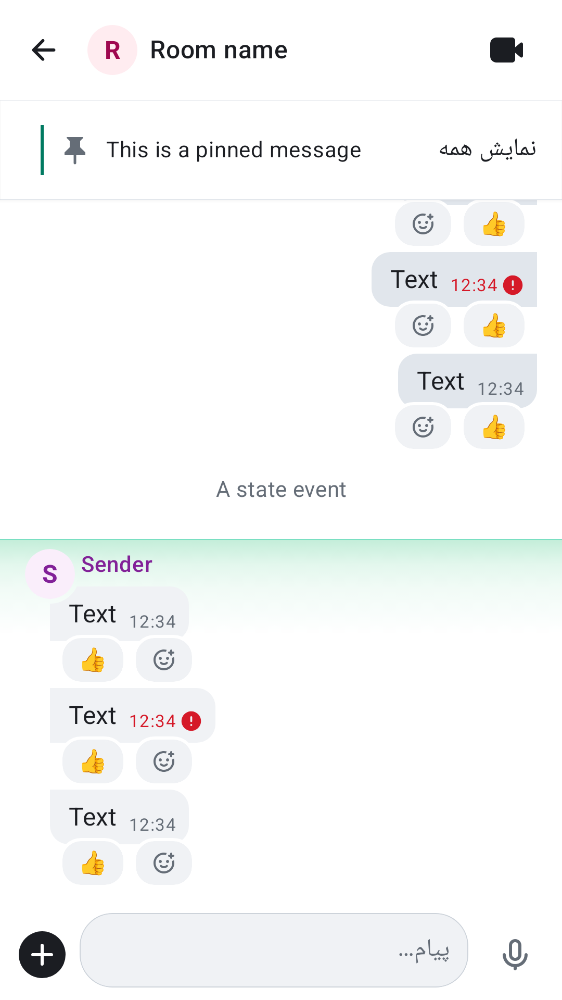 R Room name
This is a pinned message نمایش همه
👍
Text 12:34
👍
Text 12:34
👍
A state event
S Sender
Text 12:34
👍
Text 12:34
👍
Text 12:34
👍
پیام…